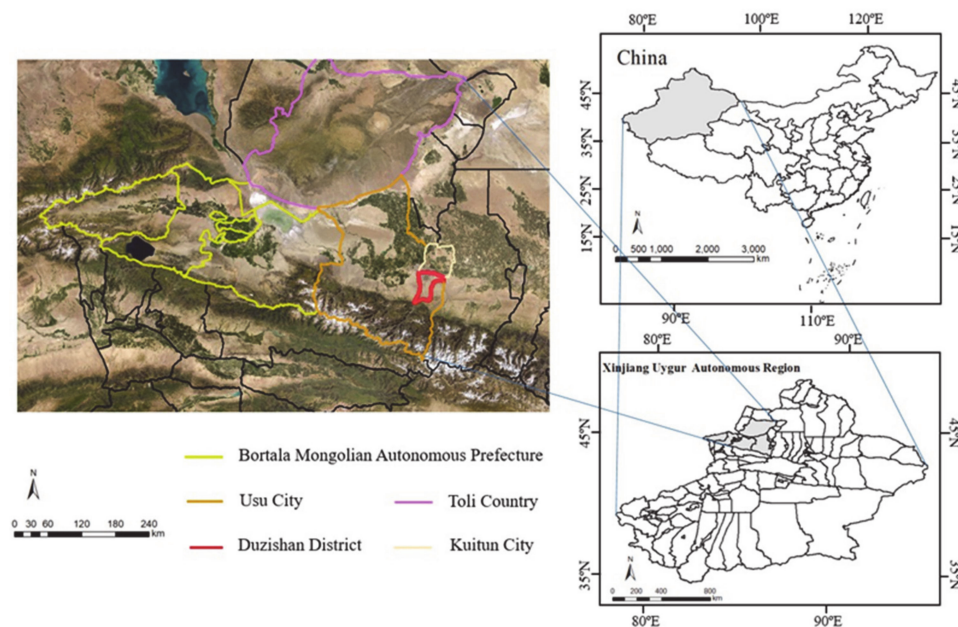 80°E 100°E 120°E
China
45°N 45°N
35°N 35°N
25°N 25°N
15°N 15°N
N
0 500 1,000 2,000 3,000
km
90°E 110°E
80°E 90°E
Xinjiang Uygur Autonomous Region
45°N 45°N
35°N 35°N
N
0 200 400 800
km
80°E 90°E
N
0 30 60 120 180 240
km
Bortala Mongolian Autonomous Prefecture
Usu City Toli Country
Duzishan District Kuitun City